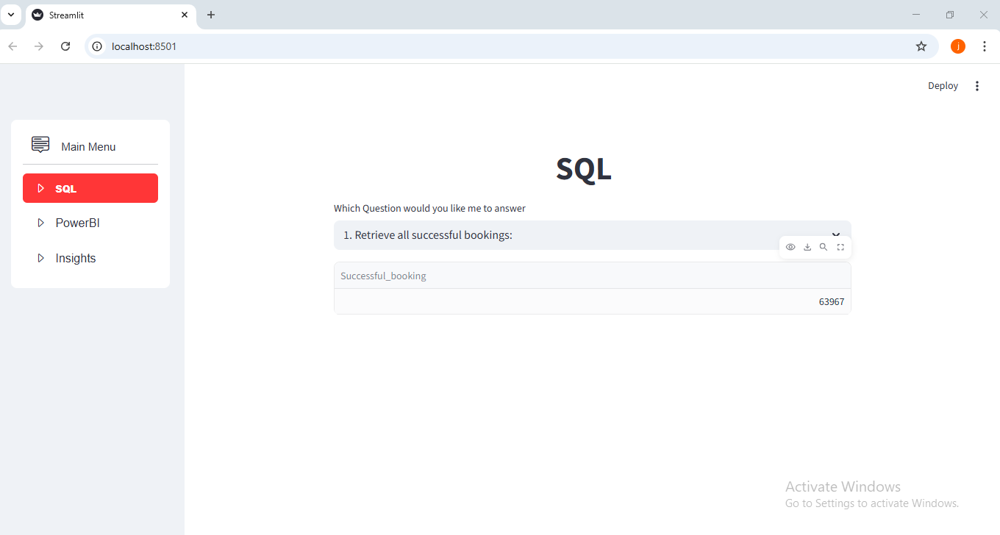 Streamlit
localhost:8501
j
Deploy
Main Menu
SQL
PowerBI
Insights
SQL
Which Question would you like me to answer
1. Retrieve all successful bookings:
Successful_booking
63967
Activate Windows
Go to Settings to activate Windows.